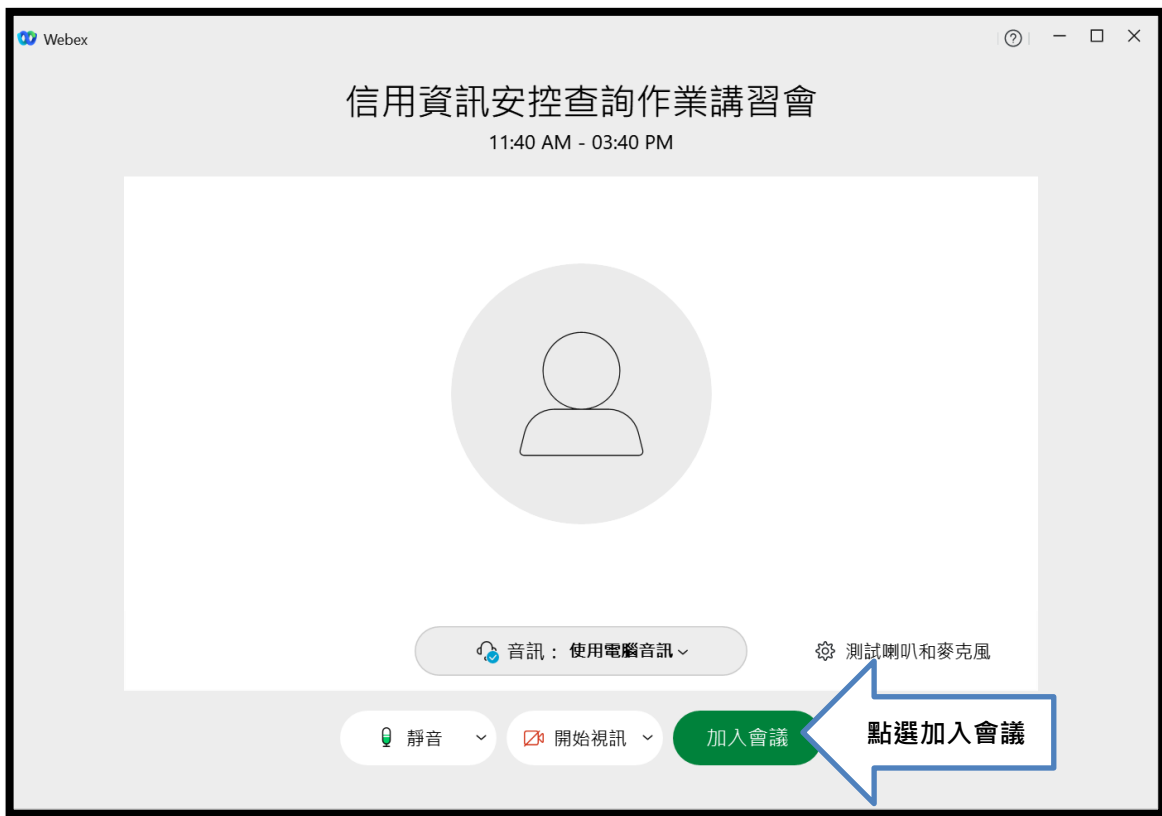 Webex
信用資訊安控查詢作業講習會
11:40 AM - 03:40 PM
音訊： 使用電腦音訊
測試喇叭和麥克風
靜音
開始視訊
加入會議
點選加入會議